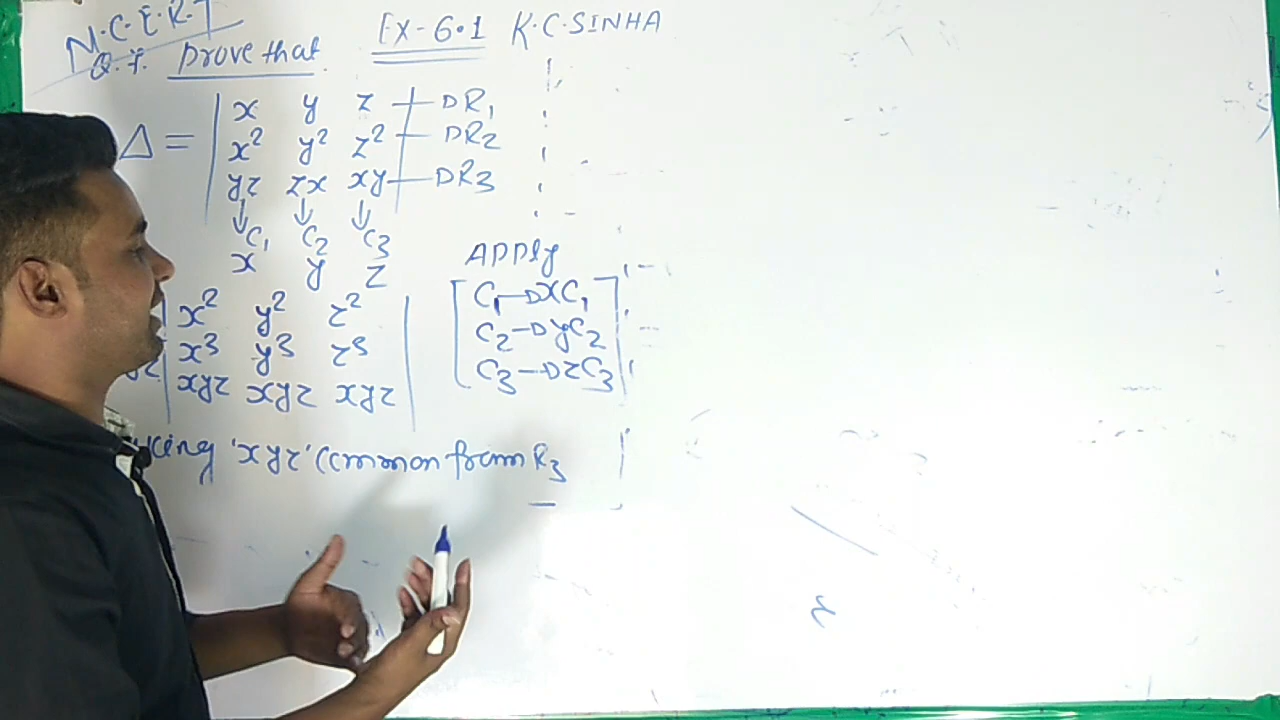 N.C.E.R.T EX-6.1 K.C.SINHA
Q.7. prove that
x y z → R₁
Δ = x² y² z² → R₂
yz zx xy → R₃
↓ ↓ ↓
C₁ C₂ C₃
x y z
APPly
x² y² z² C₁→xC₁
x³ y³ z³ C₂→yC₂
xyz xyz xyz C₃→zC₃
king 'xyz' common from R₃